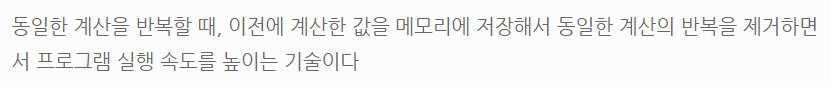 동일한 계산을 반복할 때, 이전에 계산한 값을 메모리에 저장해서 동일한 계산의 반복을 제거하면
서 프로그램 실행 속도를 높이는 기술이다